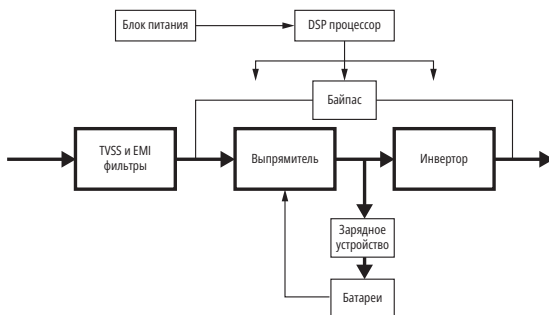 Блок питания
DSP процессор
Байпас
TVSS и EMI
фильтры
Выпрямитель
Инвертор
Зарядное
устройство
Батареи